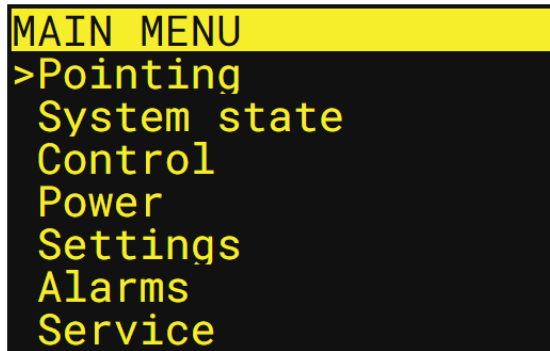 MAIN MENU
>Pointing
System state
Control
Power
Settings
Alarms
Service